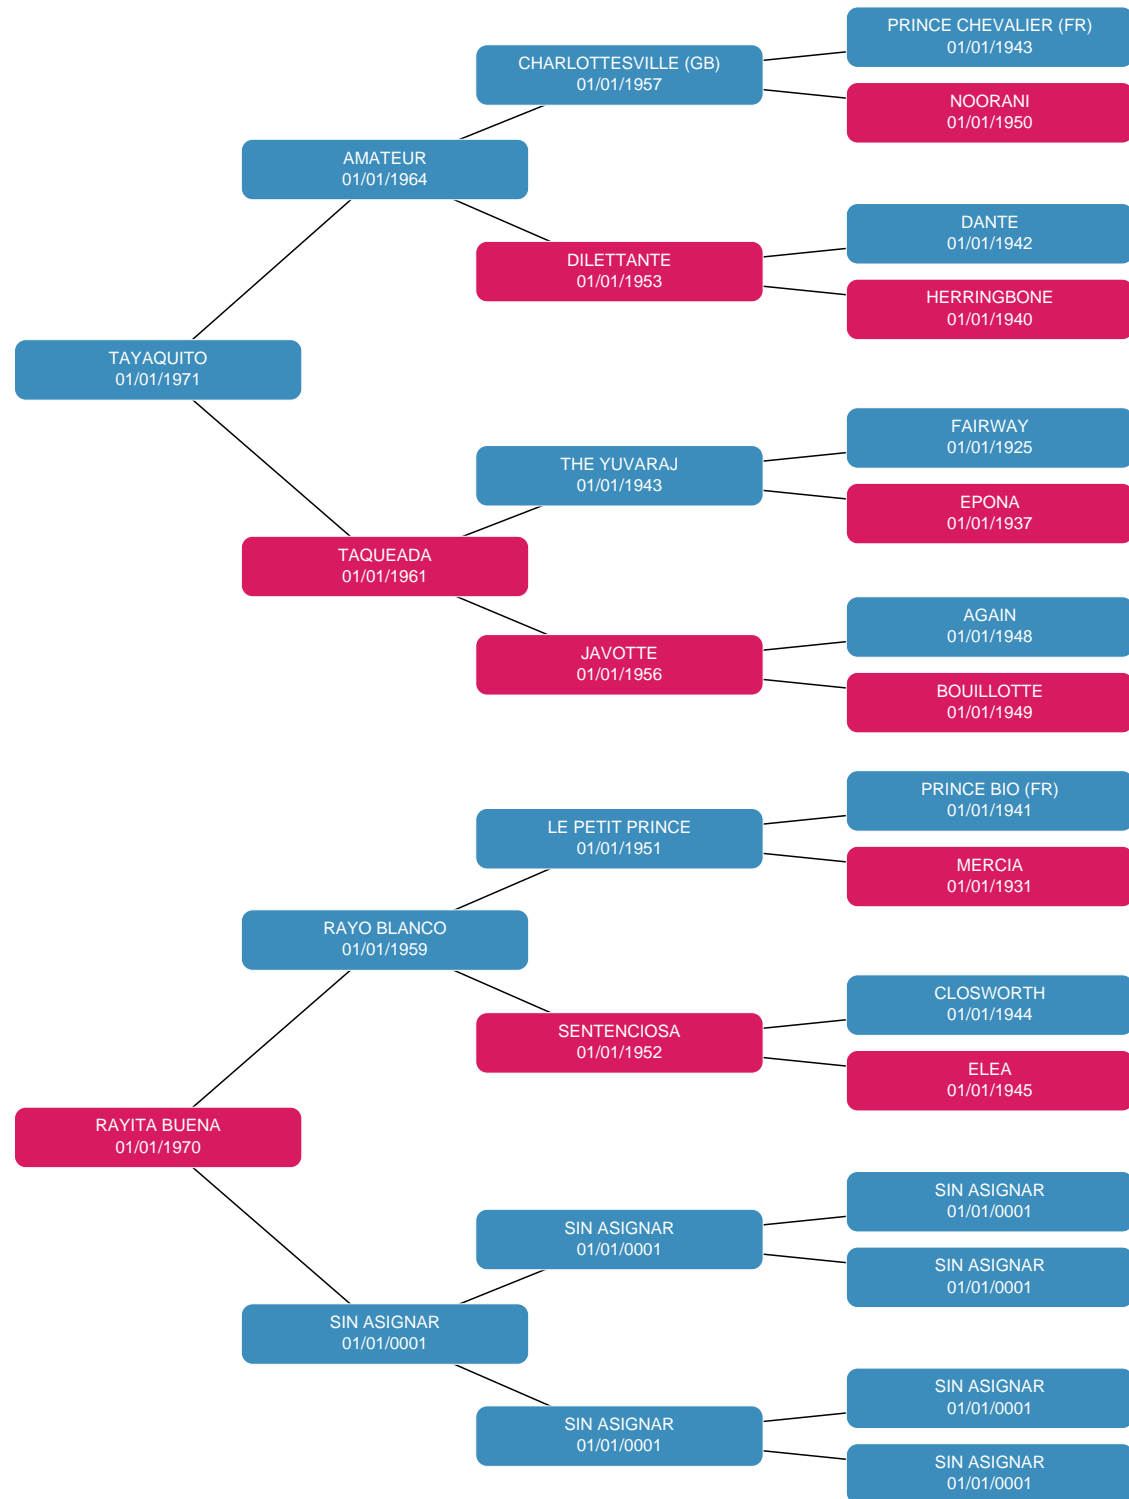 PRINCE CHEVALIER (FR)
01/01/1943
CHARLOTTESVILLE (GB)
01/01/1957
NOORANI
01/01/1950
AMATEUR
01/01/1964
DANTE
01/01/1942
DILETTANTE
01/01/1953
HERRINGBONE
01/01/1940
TAYAQUITO
01/01/1971
FAIRWAY
01/01/1925
THE YUVARAJ
01/01/1943
EPONA
01/01/1937
TAQUEADA
01/01/1961
AGAIN
01/01/1948
JAVOTTE
01/01/1956
BOUILLOTTE
01/01/1949
PRINCE BIO (FR)
01/01/1941
LE PETIT PRINCE
01/01/1951
MERCIA
01/01/1931
RAYO BLANCO
01/01/1959
CLOSWORTH
01/01/1944
SENTENCIOSA
01/01/1952
ELEA
01/01/1945
RAYITA BUENA
01/01/1970
SIN ASIGNAR
01/01/0001
SIN ASIGNAR
01/01/0001
SIN ASIGNAR
01/01/0001
SIN ASIGNAR
01/01/0001
SIN ASIGNAR
01/01/0001
SIN ASIGNAR
01/01/0001
SIN ASIGNAR
01/01/0001